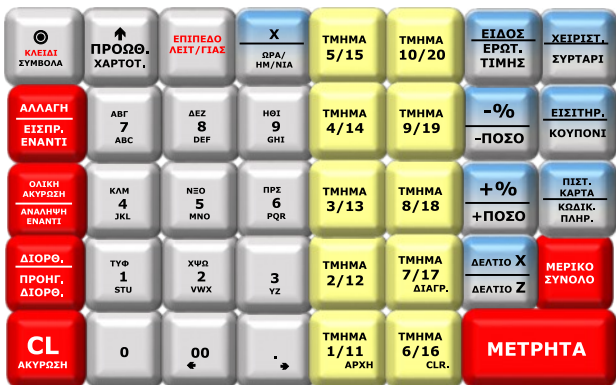 ΚΛΕΙΔΙ
ΣΥΜΒΟΛΑ
ΠΡΟΩΘ.
ΧΑΡΤΟΤ.
ΕΠΙΠΕΔΟ
ΛΕΙΤ/ΓΙΑΣ
X
ΩΡΑ/
ΗΜ/ΝΙΑ
ΤΜΗΜΑ
5/15
ΤΜΗΜΑ
10/20
ΕΙΔΟΣ
ΕΡΩΤ.
ΤΙΜΗΣ
ΧΕΙΡΙΣΤ.
ΣΥΡΤΑΡΙ
ΑΛΛΑΓΗ
ΕΙΣΠΡ.
ΕΝΑΝΤΙ
ΑΒΓ
7
ABC
ΔΕΖ
8
DEF
ΗΘΙ
9
GHI
ΤΜΗΜΑ
4/14
ΤΜΗΜΑ
9/19
-%
-ΠΟΣΟ
ΕΙΣΙΤΗΡ.
ΚΟΥΠΟΝΙ
ΟΛΙΚΗ
ΑΚΥΡΩΣΗ
ΑΝΑΛΗΨΗ
ΕΝΑΝΤΙ
ΚΛΜ
4
JKL
ΝΞΟ
5
MNO
ΠΡΣ
6
PQR
ΤΜΗΜΑ
3/13
ΤΜΗΜΑ
8/18
+%
+ΠΟΣΟ
ΠΙΣΤ.
ΚΑΡΤΑ
ΚΩΔΙΚ.
ΠΛΗΡ.
ΔΙΟΡΘ.
ΠΡΟΗΓ.
ΔΙΟΡΘ.
ΤΥΦ
1
STU
ΧΨΩ
2
VWX
3
YZ
ΤΜΗΜΑ
2/12
ΤΜΗΜΑ
7/17
ΔΙΑΓΡ.
ΔΕΛΤΙΟ X
ΔΕΛΤΙΟ Z
ΜΕΡΙΚΟ
ΣΥΝΟΛΟ
CL
ΑΚΥΡΩΣΗ
0
00
.
ΤΜΗΜΑ
1/11
ΑΡΧΗ
ΤΜΗΜΑ
6/16
CLR.
ΜΕΤΡΗΤΑ